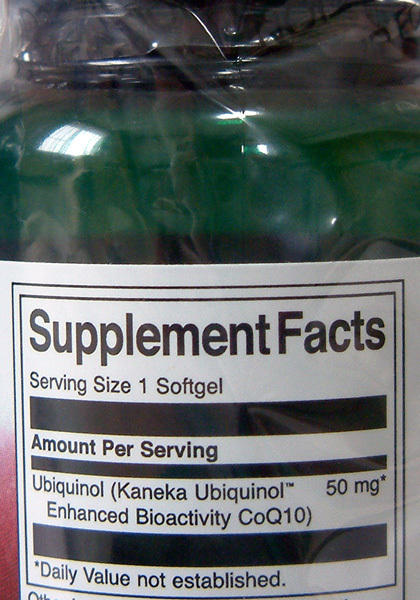 Supplement Facts
Serving Size 1 Softgel
Amount Per Serving
Ubiquinol (Kaneka Ubiquinol™ 50 mg*
Enhanced Bioactivity CoQ10)
*Daily Value not established.